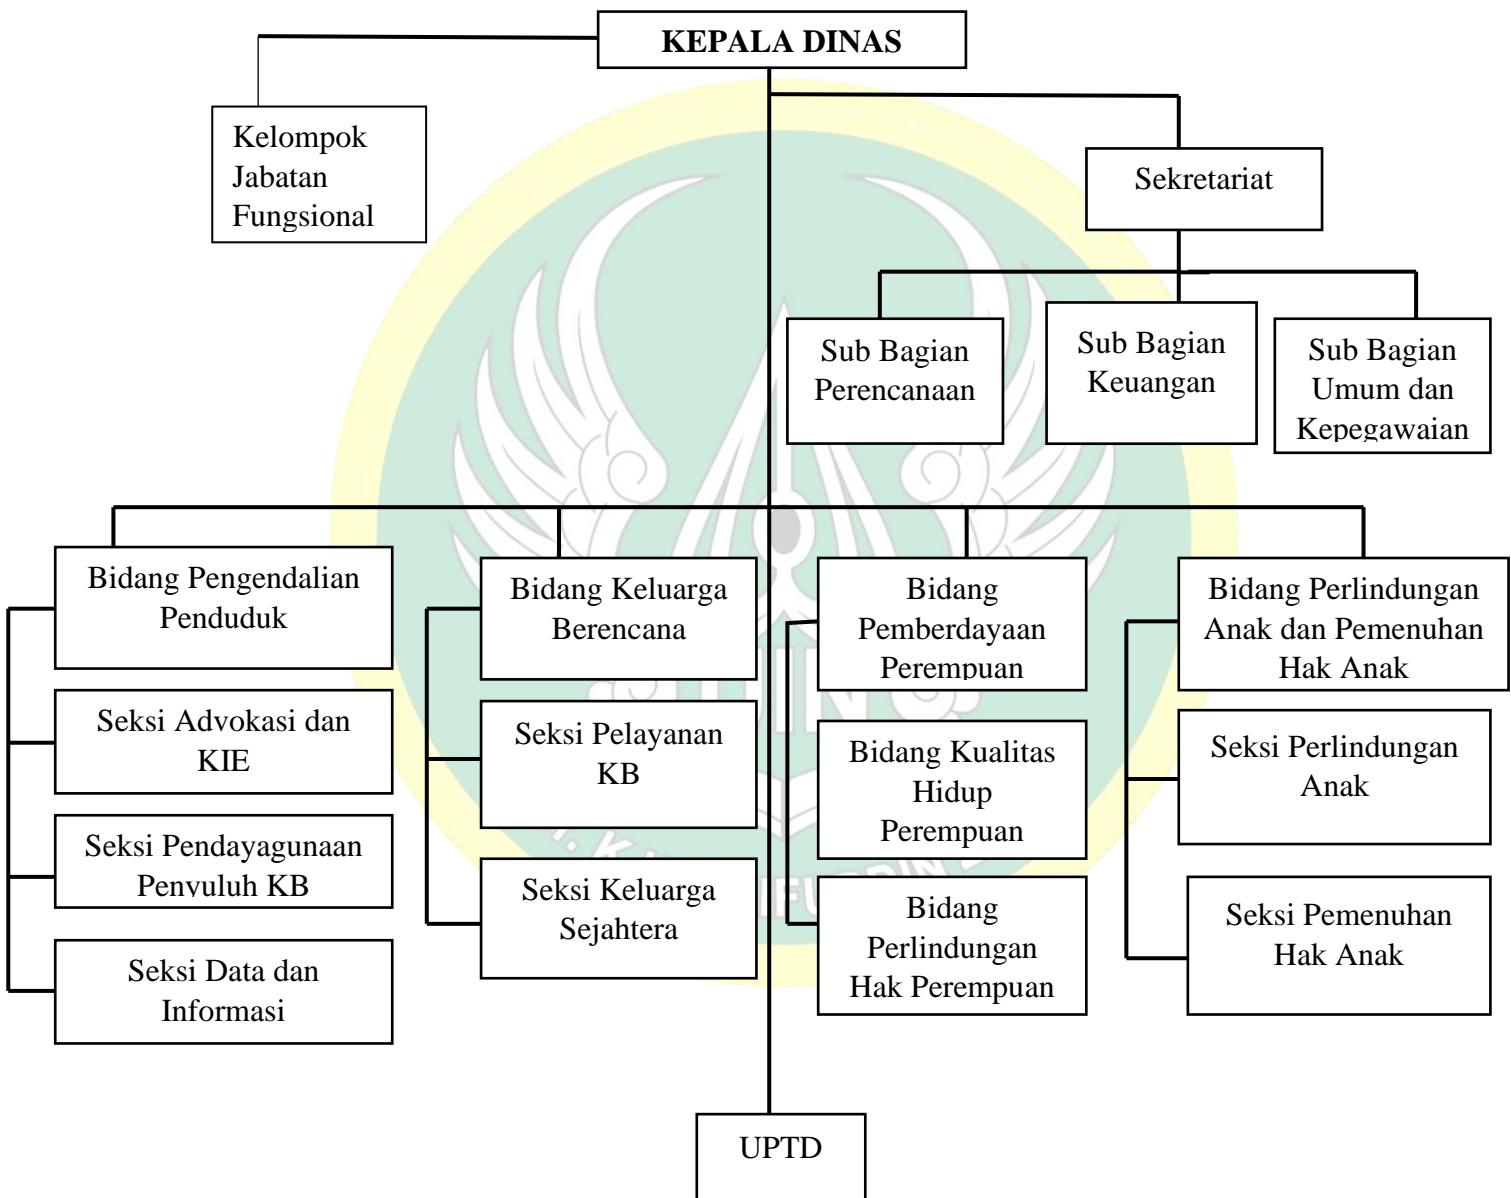 KEPALA DINAS
Kelompok
Jabatan
Fungsional
Sekretariat
Sub Bagian
Perencanaan
Sub Bagian
Keuangan
Sub Bagian
Umum dan
Kepegawaian
Bidang Pengendalian
Penduduk
Seksi Advokasi dan
KIE
Seksi Pendayagunaan
Penyuluh KB
Seksi Data dan
Informasi
Bidang Keluarga
Berencana
Seksi Pelayanan
KB
Seksi Keluarga
Sejahtera
Bidang
Pemberdayaan
Perempuan
Bidang Kualitas
Hidup
Perempuan
Bidang
Perlindungan
Hak Perempuan
Bidang Perlindungan
Anak dan Pemenuhan
Hak Anak
Seksi Perlindungan
Anak
Seksi Pemenuhan
Hak Anak
UPTD